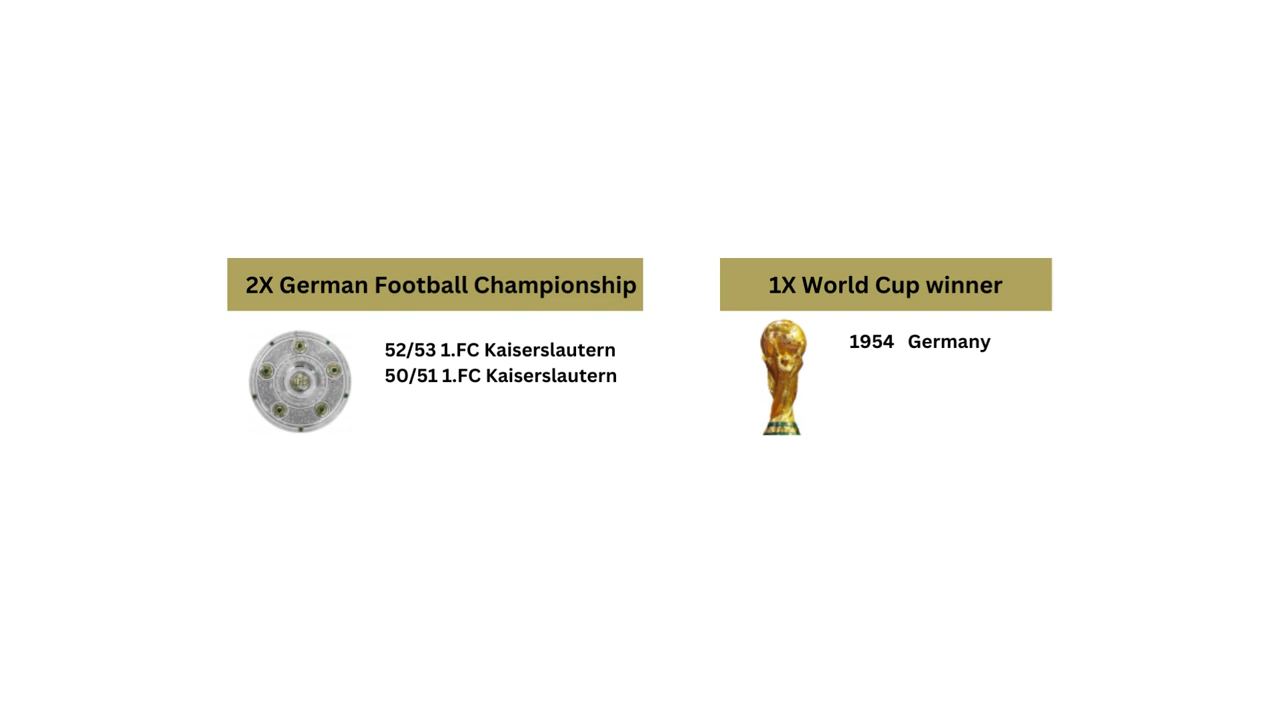 2X German Football Championship
52/53 1.FC Kaiserslautern
50/51 1.FC Kaiserslautern
1X World Cup winner
1954 Germany